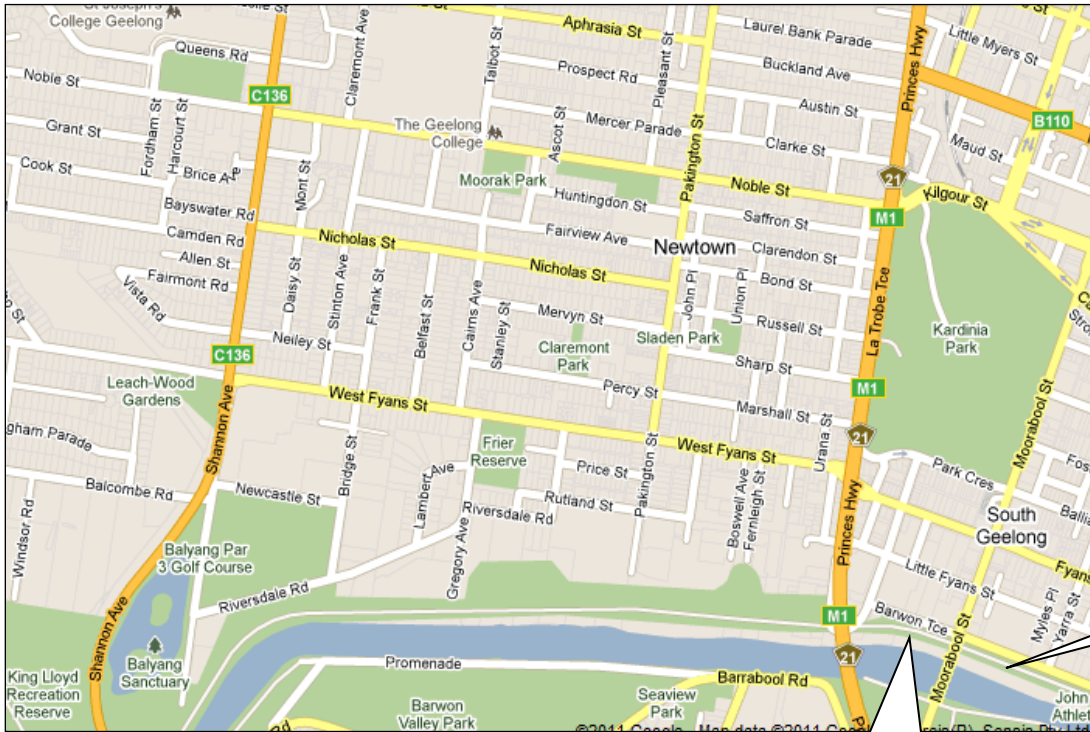 St Joseph's
College Geelong
Queens Rd
Noble St
C136
Claremont Ave
Talbot St
Aphrasia St
Pleasant St
Laurel Bank Parade
Princes Hwy
Little Myers St
Prospect Rd
Buckland Ave
Grant St
Fordham St
Harcourt St
The Geelong
College
Ascot St
Mercer Parade
Pakington St
Austin St
B110
Maud St
Clarke St
Cook St
Brice A
Mont St
Moorak Park
Noble St
21
Kilgour St
M1
Bayswater Rd
Huntingdon St
Saffron St
Camden Rd
Nicholas St
Fairview Ave
Newtown
Clarendon St
Allen St
Nicholas St
Bond St
Fairmont Rd
Vista Rd
Daisy St
Stinton Ave
Frank St
Belfast St
Cairns Ave
Stanley St
Mervyn St
John Pl
Union Pl
Russell St
La Trobe Tce
Kardinia
Park
Neiley St
Claremont
Park
Sladen Park
Sharp St
C136
Leach-Wood
Gardens
Percy St
M1
Marshall St
West Fyans St
Urana St
21
Moorabool St
Shannon Ave
gham Parade
Frier
Reserve
West Fyans St
Park Cres
Bridge St
Lambert Ave
Price St
Pakington St
Balcombe Rd
Newcastle St
Rutland St
Riversdale Rd
Boswell Ave
Fernleigh St
Princes Hwy
South
Geelong
Windsor Rd
Gregory Ave
Balyang Par
3 Golf Course
Little Fyans St
Fyans
Riversdale Rd
M1
Barwon Tce
Myles Pl
Yarra St
Shannon Ave
Balyang
Sanctuary
Promenade
21
Moorabool St
King Lloyd
Recreation
Reserve
Barwon
Valley Park
Seaview
Park
Barrabool Rd
John
Rd
©2011 Google - Map data ©2011